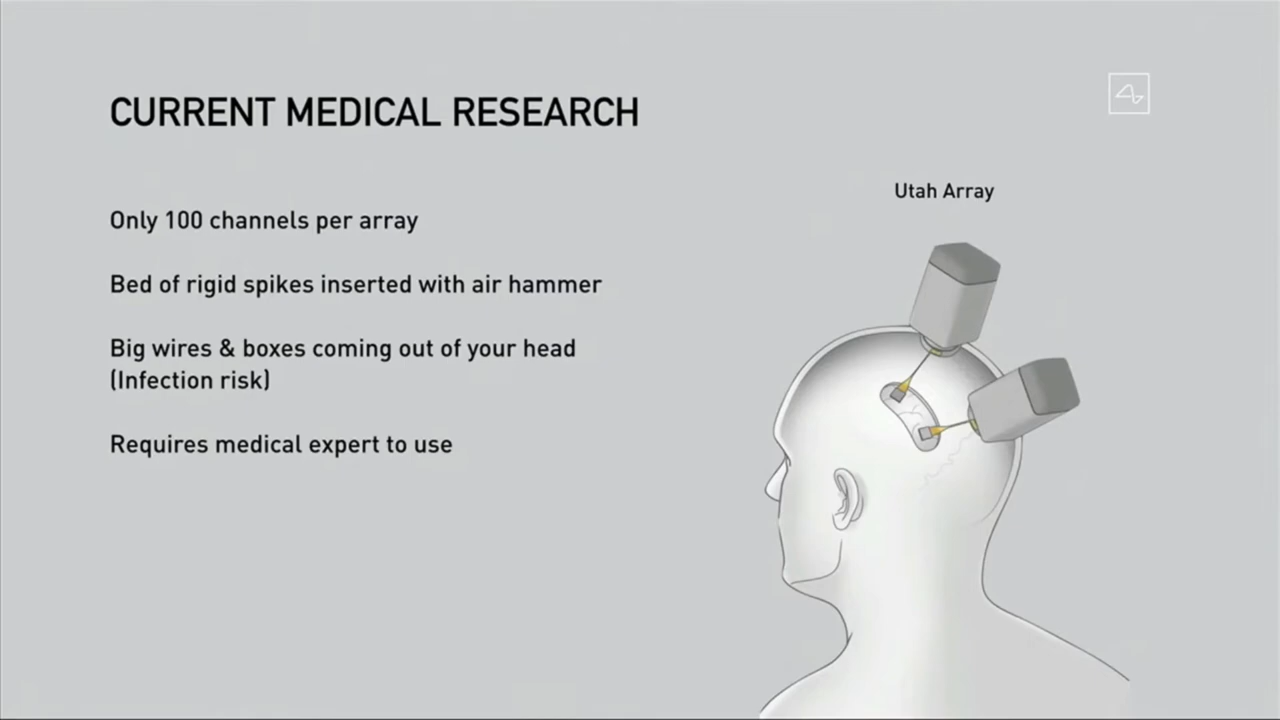 CURRENT MEDICAL RESEARCH
Utah Array
Only 100 channels per array
Bed of rigid spikes inserted with air hammer
Big wires & boxes coming out of your head
(Infection risk)
Requires medical expert to use